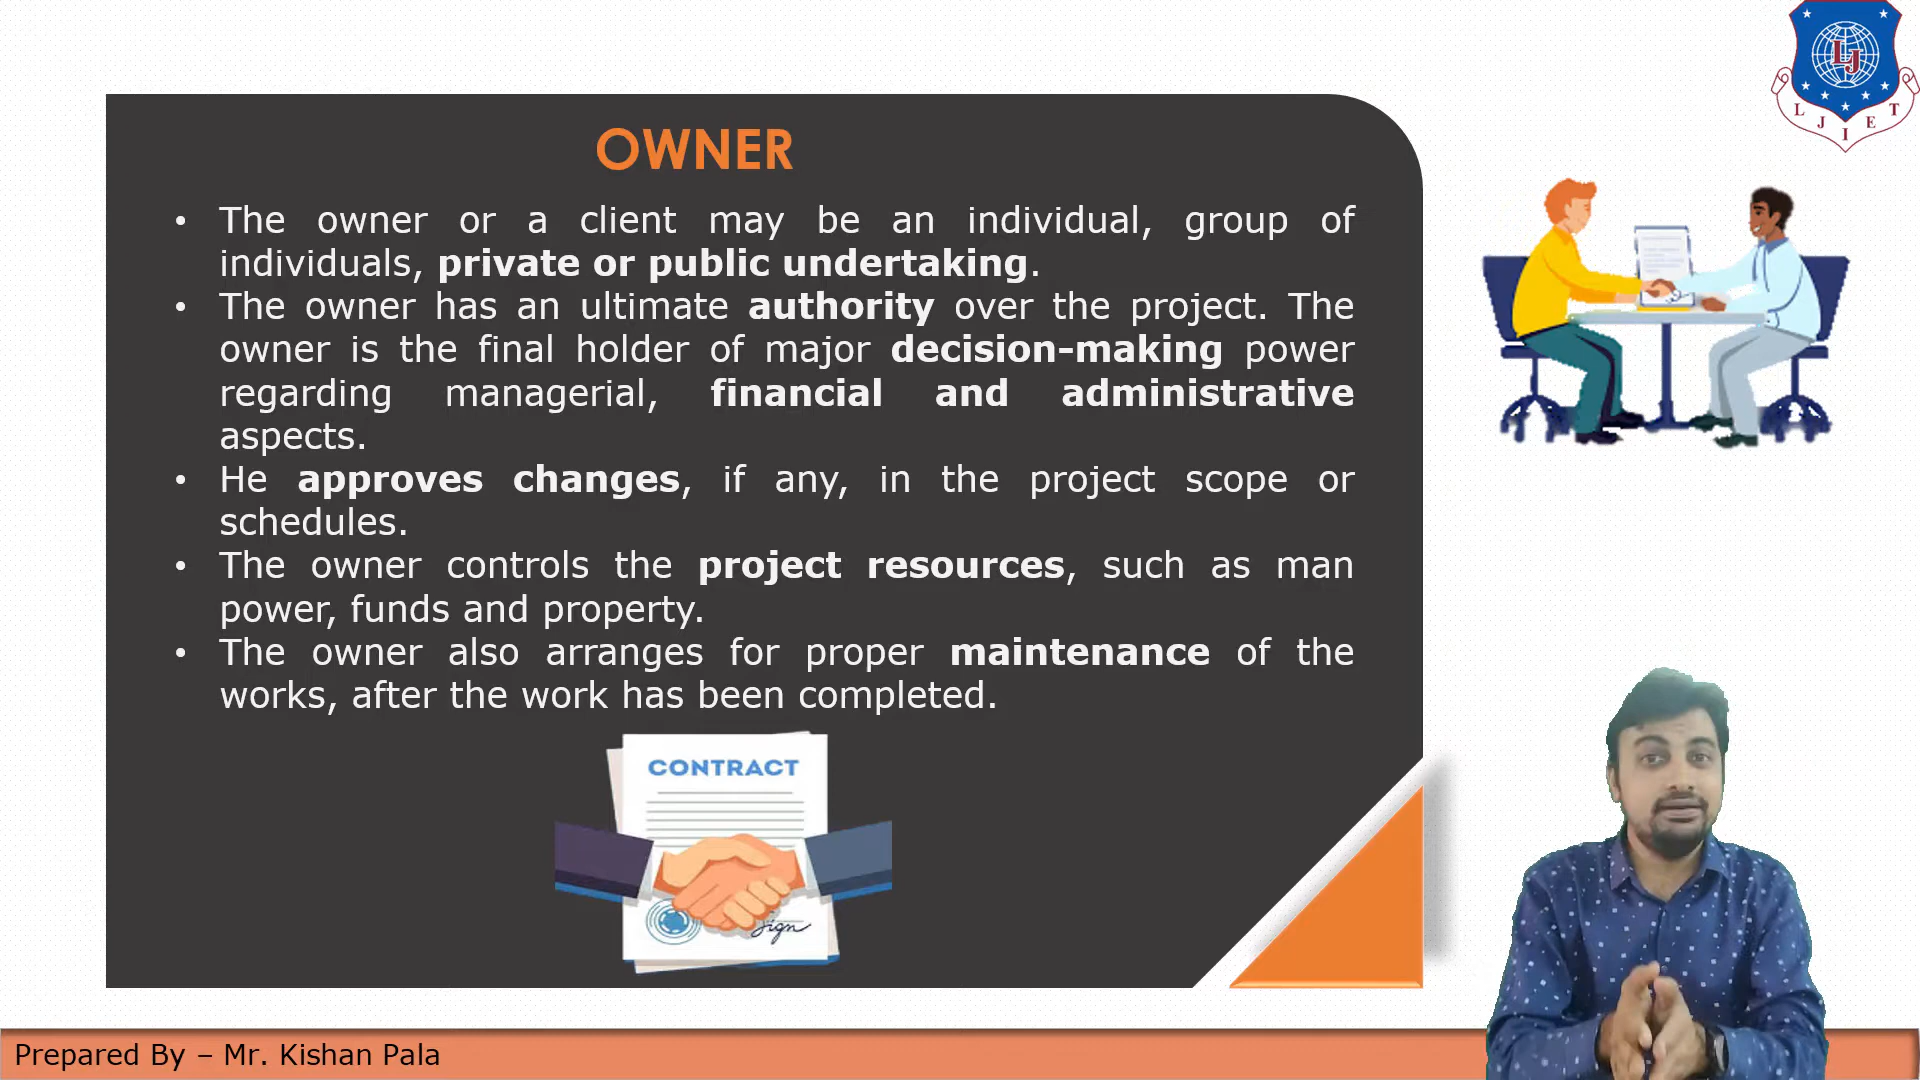 OWNER
• The owner or a client may be an individual, group of
individuals, private or public undertaking.
• The owner has an ultimate authority over the project. The
owner is the final holder of major decision-making power
regarding managerial, financial and administrative
aspects.
• He approves changes, if any, in the project scope or
schedules.
• The owner controls the project resources, such as man
power, funds and property.
• The owner also arranges for proper maintenance of the
works, after the work has been completed.
CONTRACT
Sign
LJ
L J I E T
Prepared By – Mr. Kishan Pala